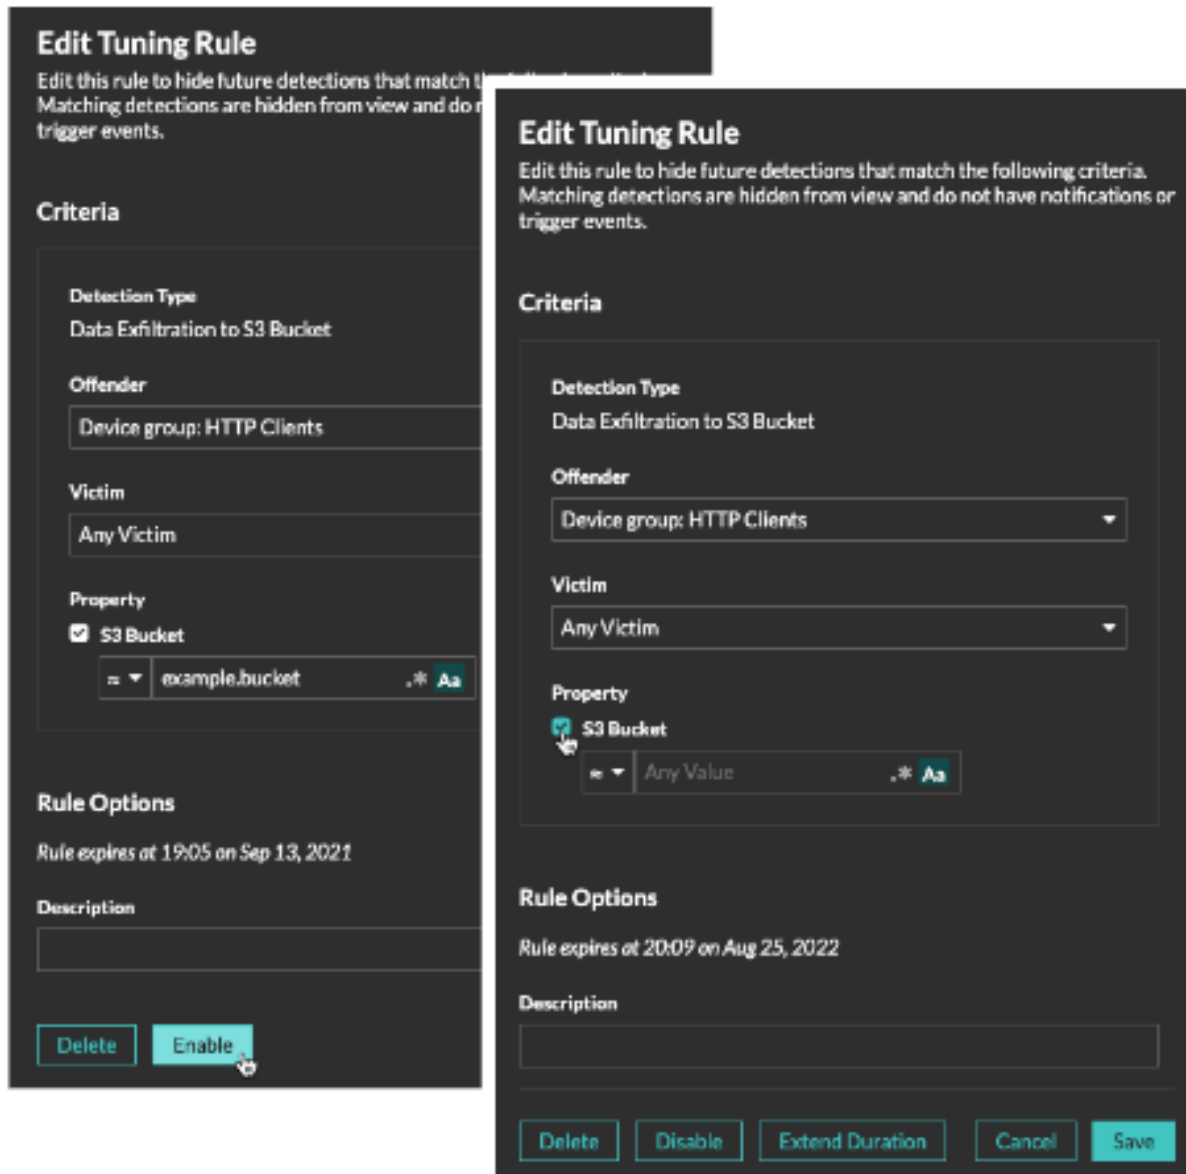 Edit Tuning Rule
Edit this rule to hide future detections that match
Matching detections are hidden from view and do
trigger events.
Criteria
Detection Type
Data Exfiltration to S3 Bucket
Offender
Device group: HTTP Clients
Victim
Any Victim
Property
S3 Bucket
≈ example.bucket .* Aa
Rule Options
Rule expires at 19:05 on Sep 13, 2021
Description
Delete Enable
Edit Tuning Rule
Edit this rule to hide future detections that match the following criteria.
Matching detections are hidden from view and do not have notifications or
trigger events.
Criteria
Detection Type
Data Exfiltration to S3 Bucket
Offender
Device group: HTTP Clients
Victim
Any Victim
Property
S3 Bucket
≈ Any Value .* Aa
Rule Options
Rule expires at 20:09 on Aug 25, 2022
Description
Delete Disable Extend Duration Cancel Save